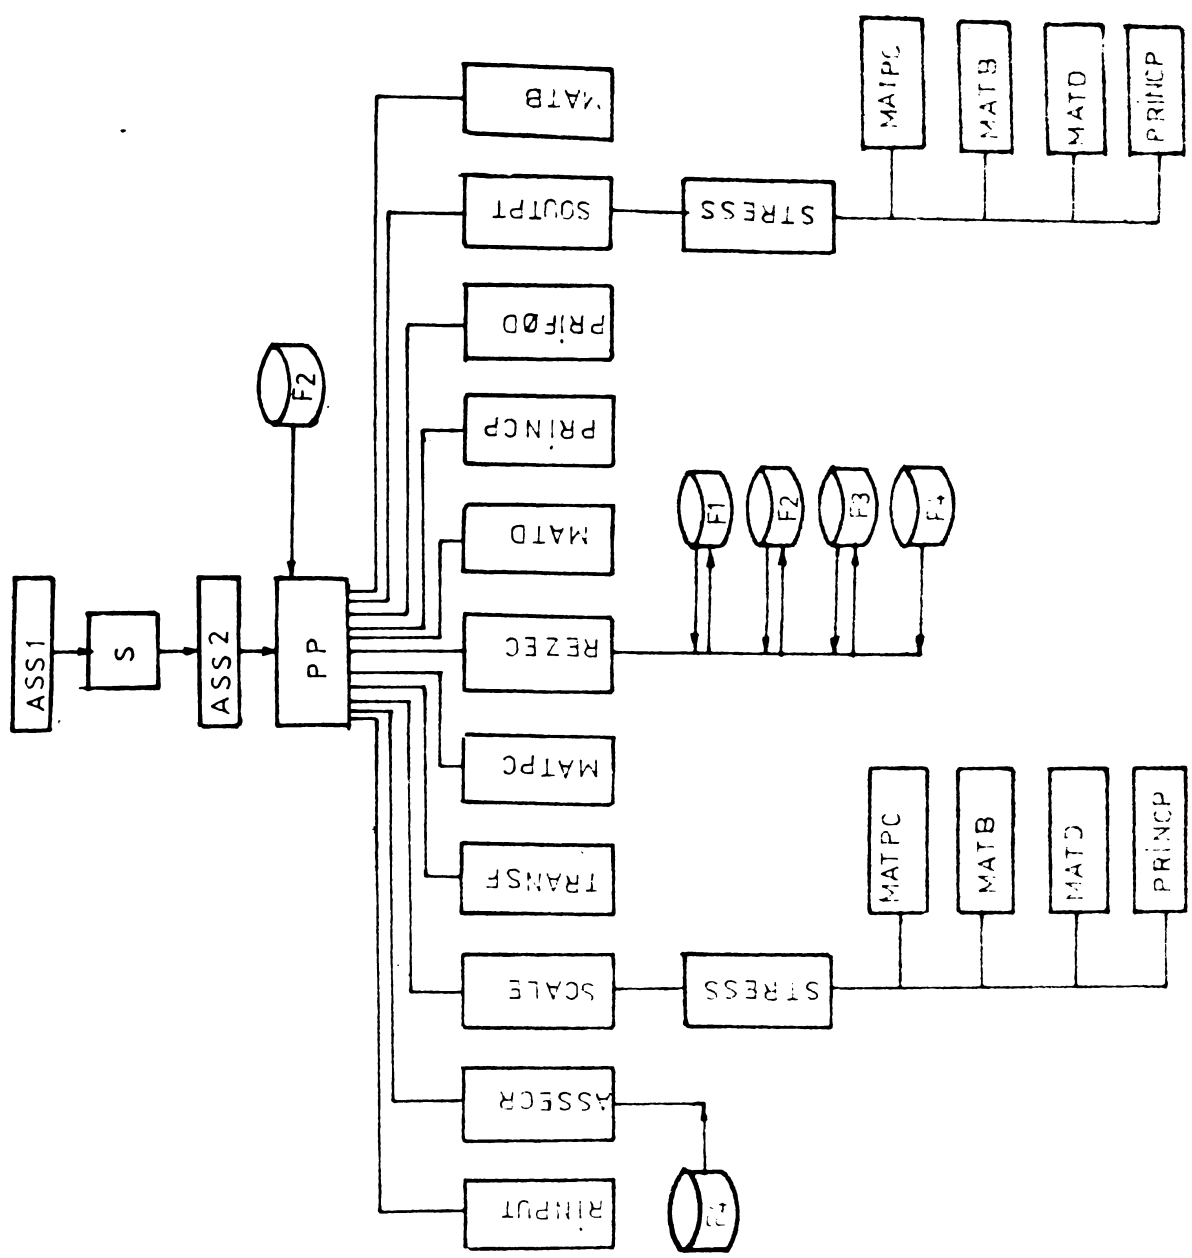 ASS1
S
ASS2
PP
F2
RINPUT
ASSECR
SCALE
TRANSF
MATPC
REZEC
MATD
PRINCP
PRIFØD
SOUTPT
MATB
STRESS
MATPC
MATB
MATD
PRINCP
F1
F2
F3
F4
STRESS
MATPC
MATB
MATD
PRINCP